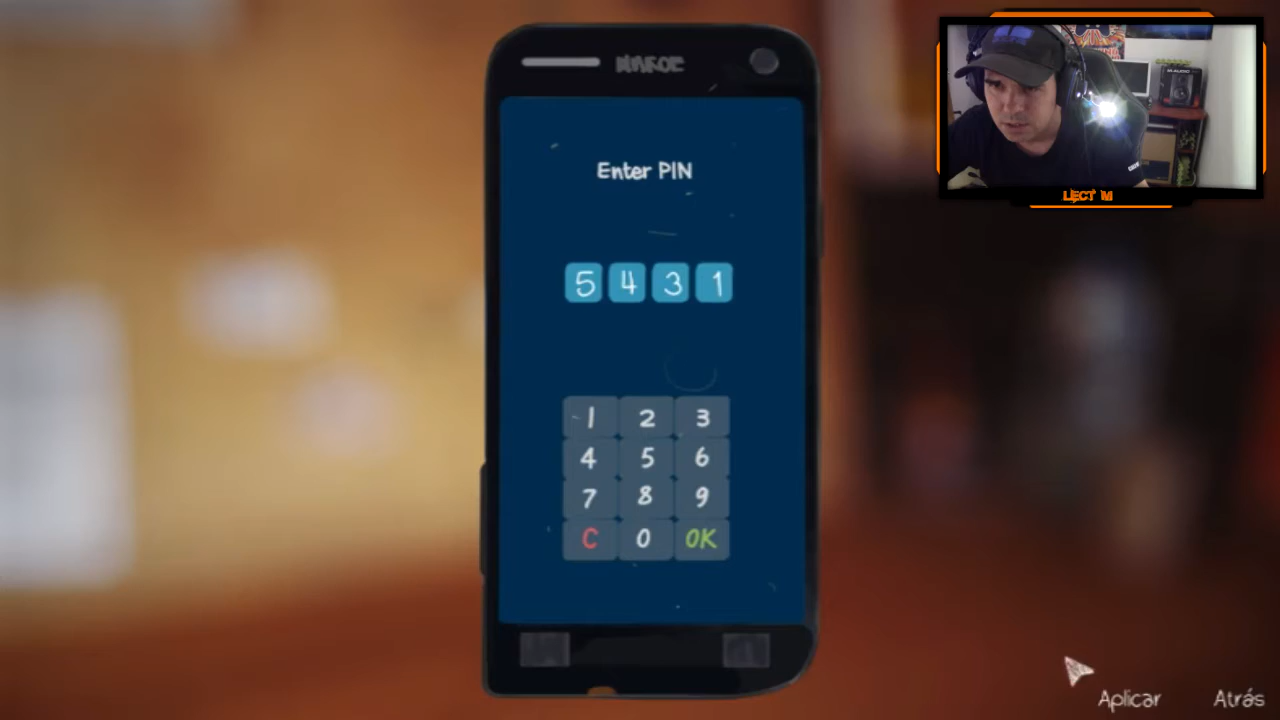 Enter PIN
5 4 3 1
1 2 3
4 5 6
7 8 9
C 0 OK
M-AUDIO
Aplicar Atrás